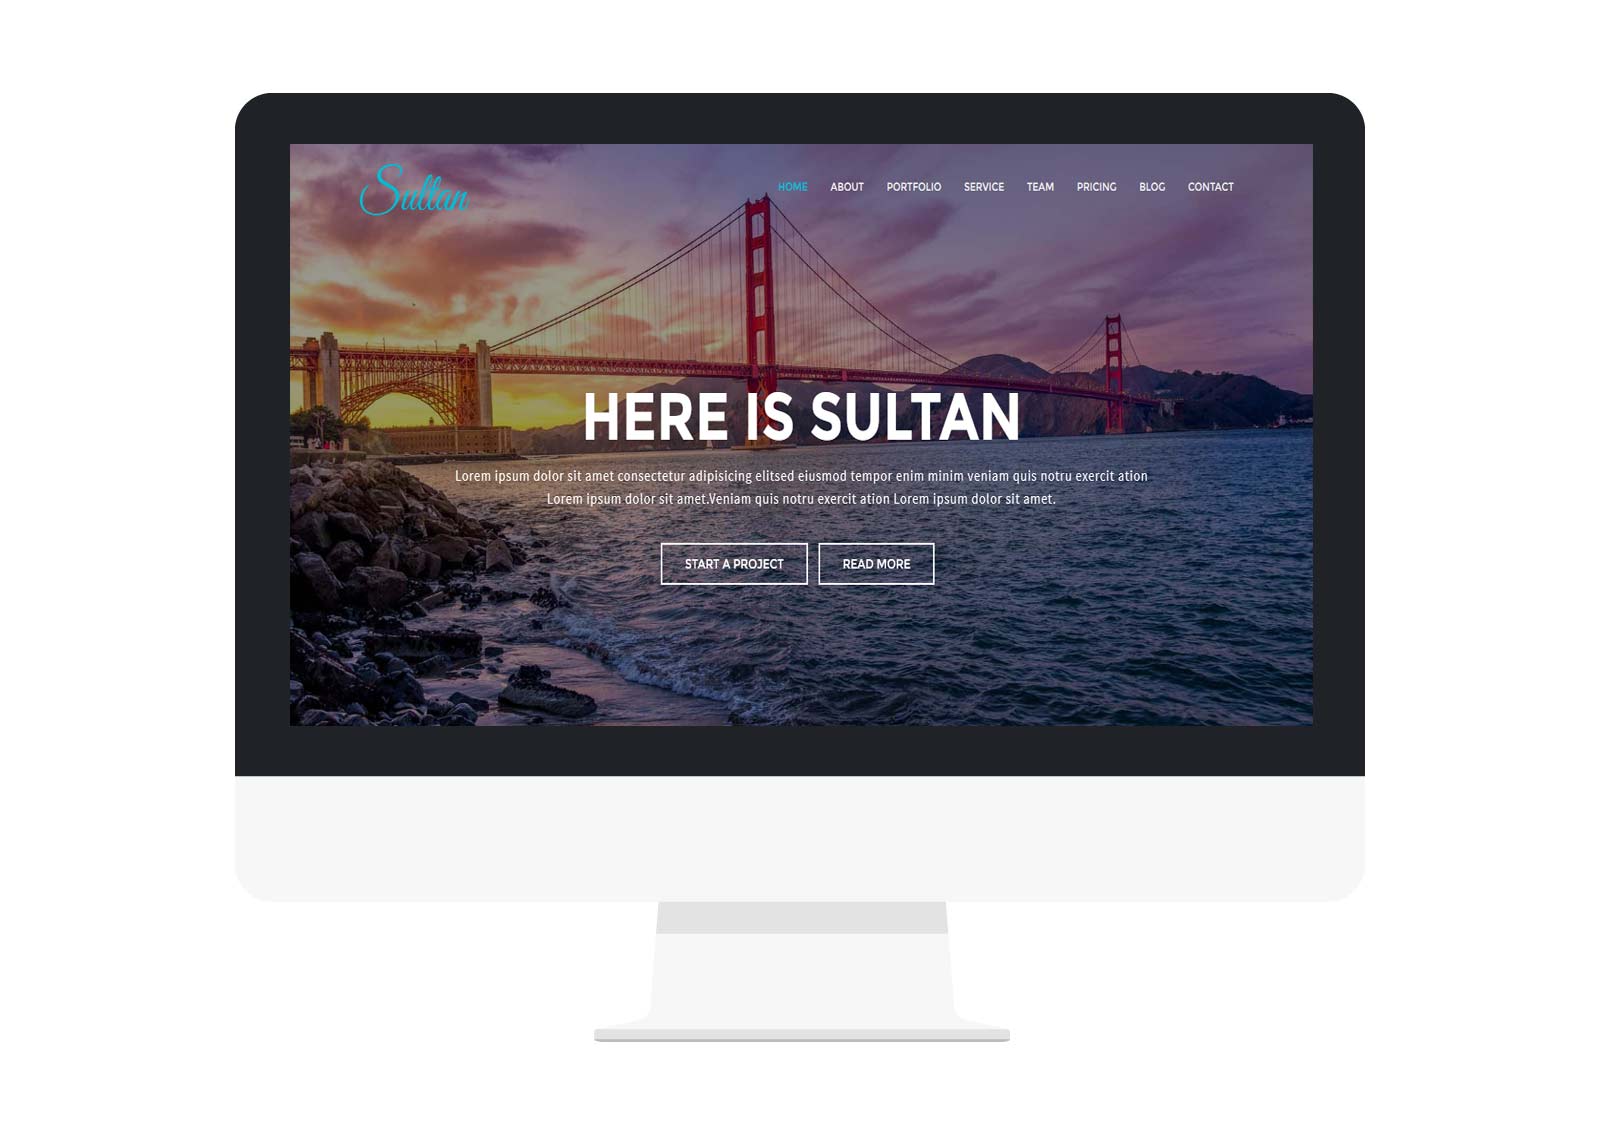 Sultan
HOME ABOUT PORTFOLIO SERVICE TEAM PRICING BLOG CONTACT
HERE IS SULTAN
Lorem ipsum dolor sit amet consectetur adipisicing elitsed eiusmod tempor enim minim veniam quis notru exercit ation
Lorem ipsum dolor sit amet.Veniam quis notru exercit ation Lorem ipsum dolor sit amet.
START A PROJECT READ MORE